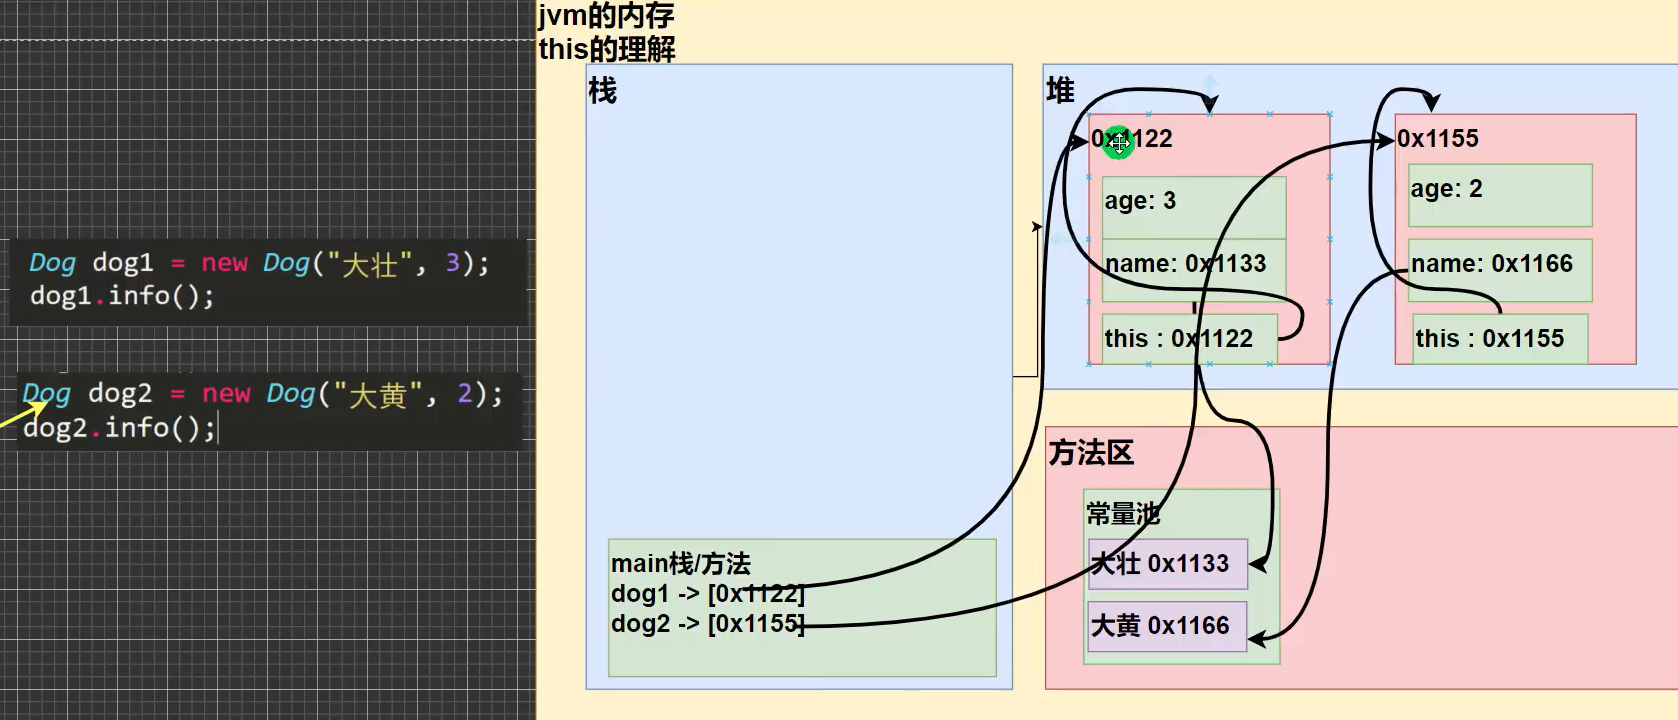 Dog dog1 = new Dog("大壮", 3);
dog1.info();
Dog dog2 = new Dog("大黄", 2);
dog2.info();
jvm的内存
this的理解
栈
main栈/方法
dog1 -> [0x1122]
dog2 -> [0x1155]
堆
0x1122
age: 3
name: 0x1133
this : 0x1122
0x1155
age: 2
name: 0x1166
this : 0x1155
方法区
常量池
大壮 0x1133
大黄 0x1166